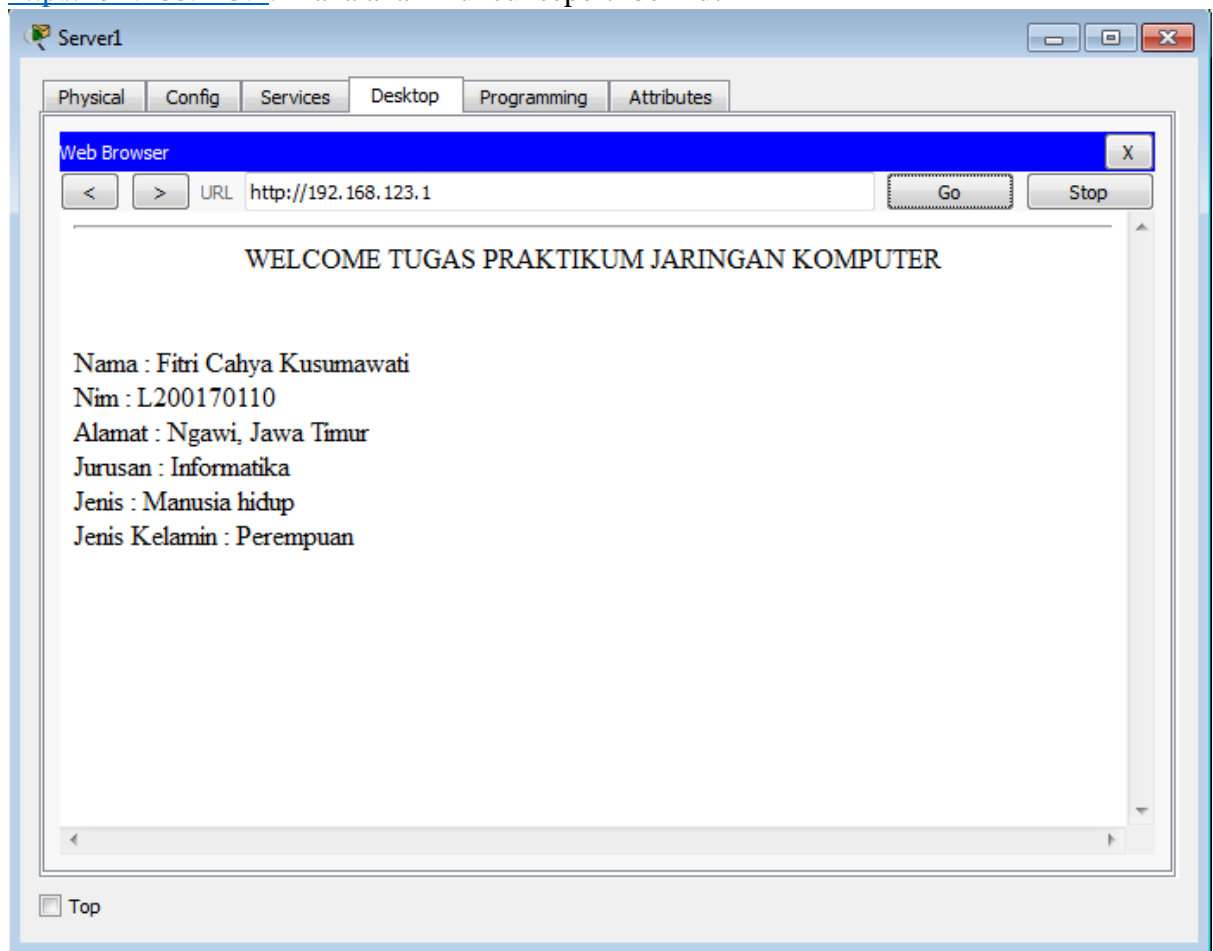 Server1
Physical Config Services Desktop Programming Attributes
Web Browser X
< > URL http://192.168.123.1 Go Stop
WELCOME TUGAS PRAKTIKUM JARINGAN KOMPUTER
Nama : Fitri Cahya Kusumawati
Nim : L200170110
Alamat : Ngawi, Jawa Timur
Jurusan : Informatika
Jenis : Manusia hidup
Jenis Kelamin : Perempuan
Top